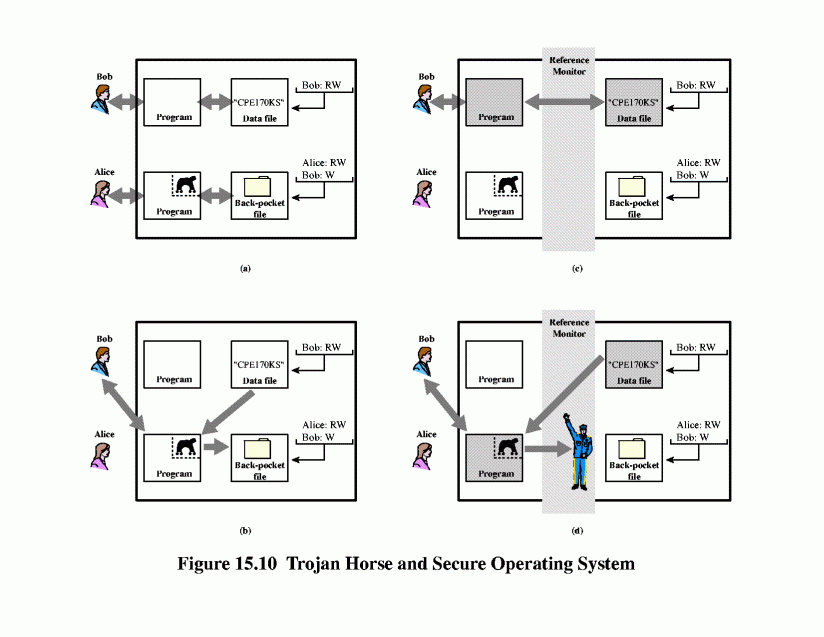 Bob
Program
"CPE170KS"
Data file
Bob: RW
Alice
Program
Back-pocket
file
Alice: RW
Bob: W
(a)
Reference
Monitor
Bob
Program
"CPE170KS"
Data file
Bob: RW
Alice
Program
Back-pocket
file
Alice: RW
Bob: W
(c)
Bob
"CPE170KS"
Program
Data file
Bob: RW
Alice
Program
Back-pocket
file
Alice: RW
Bob: W
(b)
Reference
Monitor
Bob
Program
"CPE170KS"
Data file
Bob: RW
Alice
Program
Back-pocket
file
Alice: RW
Bob: W
(d)
Figure 15.10 Trojan Horse and Secure Operating System